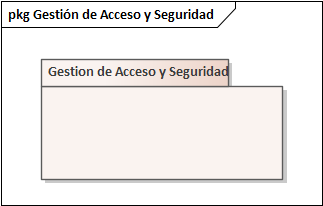 pkg Gestión de Acceso y Seguridad
Gestion de Acceso y Seguridad